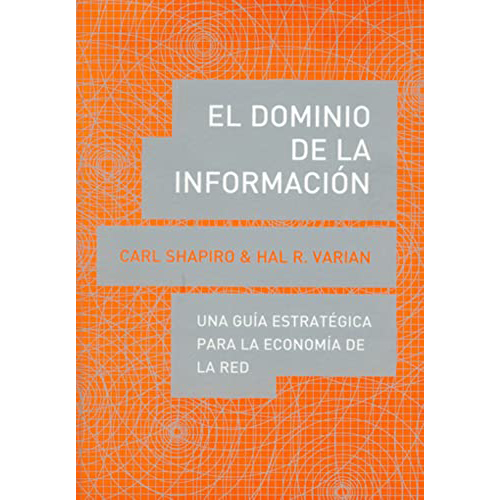 EL DOMINIO
DE LA
INFORMACIÓN
CARL SHAPIRO & HAL R. VARIAN
UNA GUÍA ESTRATÉGICA
PARA LA ECONOMÍA DE
LA RED